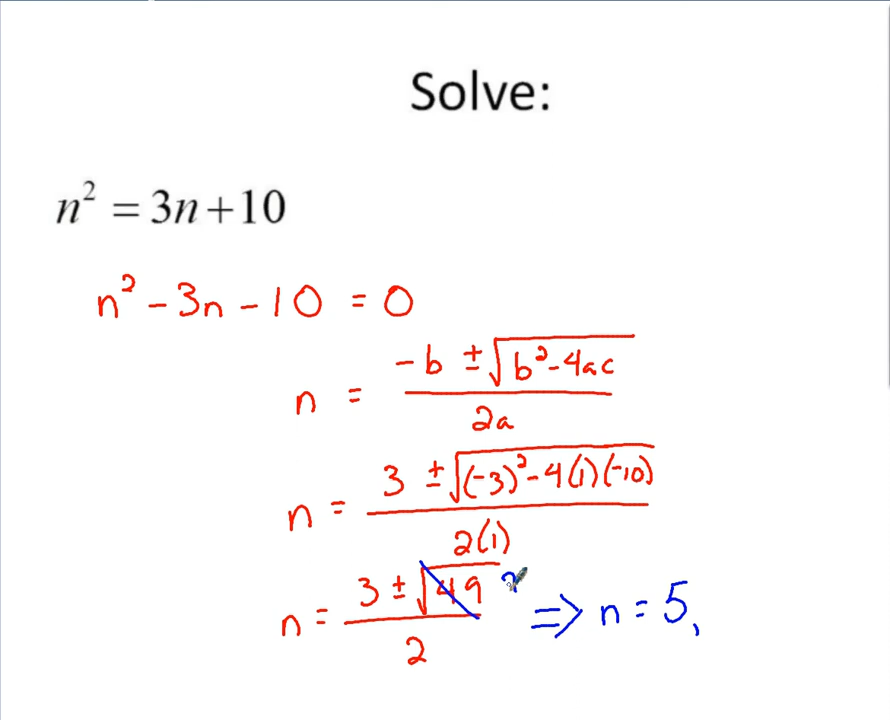 Solve:
n² = 3n+10
n² - 3n - 10 = 0
n = (-b ± √(b²-4ac)) / 2a
n = (3 ± √((-3)²-4(1)(-10))) / 2(1)
n = (3 ± √49) / 2 ⇒ n = 5,